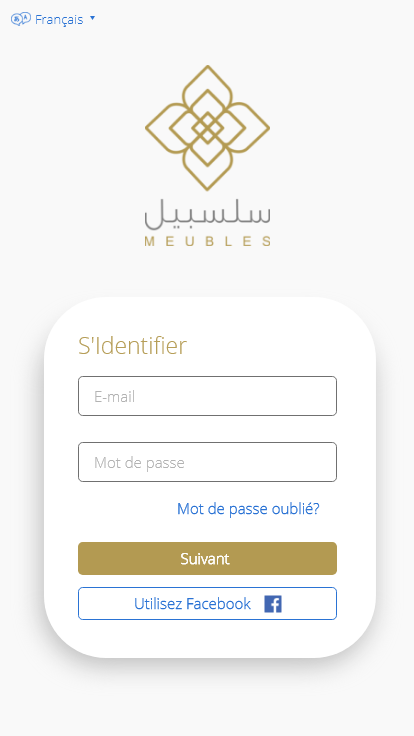 Français
سلسبيل
MEUBLES
S'Identifier
E-mail
Mot de passe
Mot de passe oublié?
Suivant
Utilisez Facebook